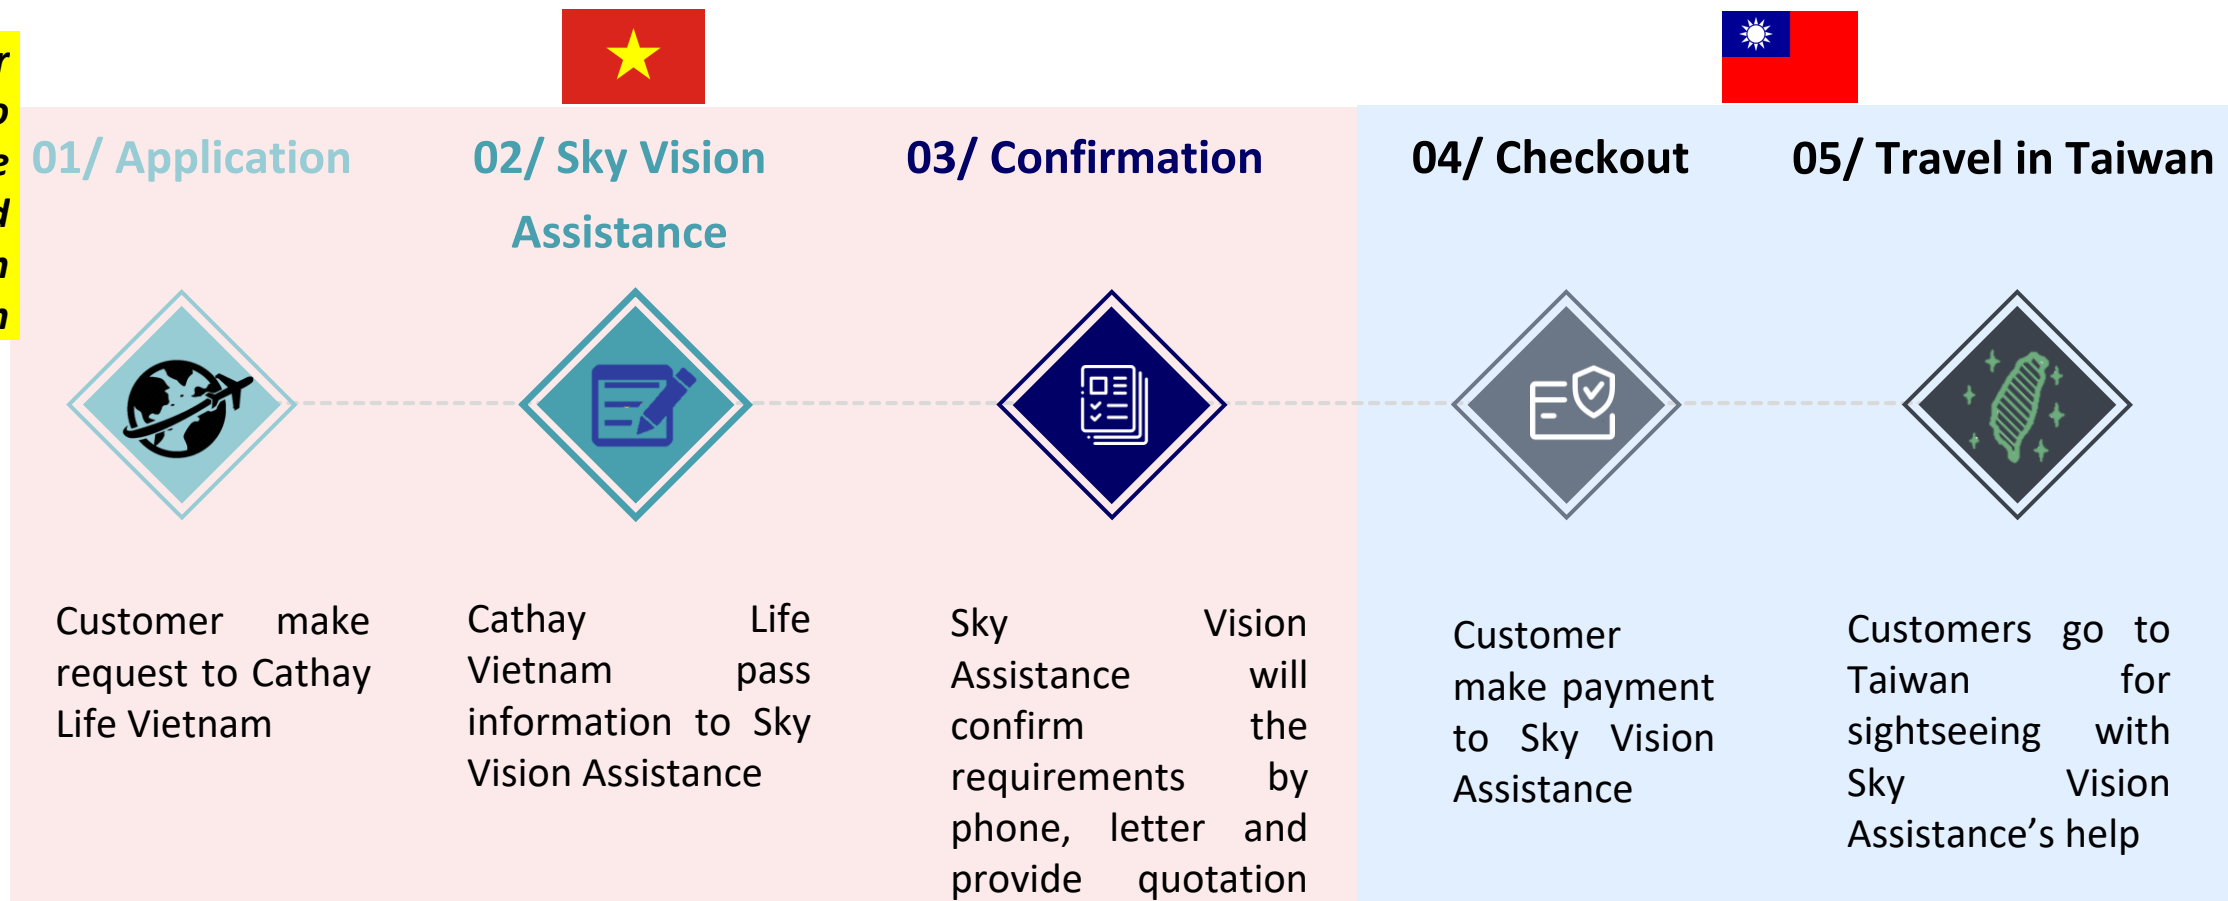 01/ Application
02/ Sky Vision
Assistance
03/ Confirmation
04/ Checkout
05/ Travel in Taiwan
Customer make
request to Cathay
Life Vietnam
Cathay Life
Vietnam pass
information to Sky
Vision Assistance
Sky Vision
Assistance will
confirm the
requirements by
phone, letter and
provide quotation
Customer
make payment
to Sky Vision
Assistance
Customers go to
Taiwan for
sightseeing with
Sky Vision
Assistance’s help